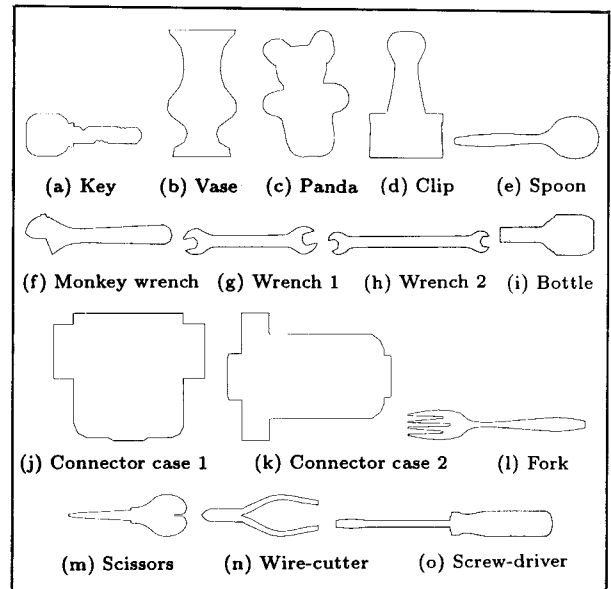 (a) Key (b) Vase (c) Panda (d) Clip (e) Spoon
(f) Monkey wrench (g) Wrench 1 (h) Wrench 2 (i) Bottle
(j) Connector case 1 (k) Connector case 2 (l) Fork
(m) Scissors (n) Wire-cutter (o) Screw-driver